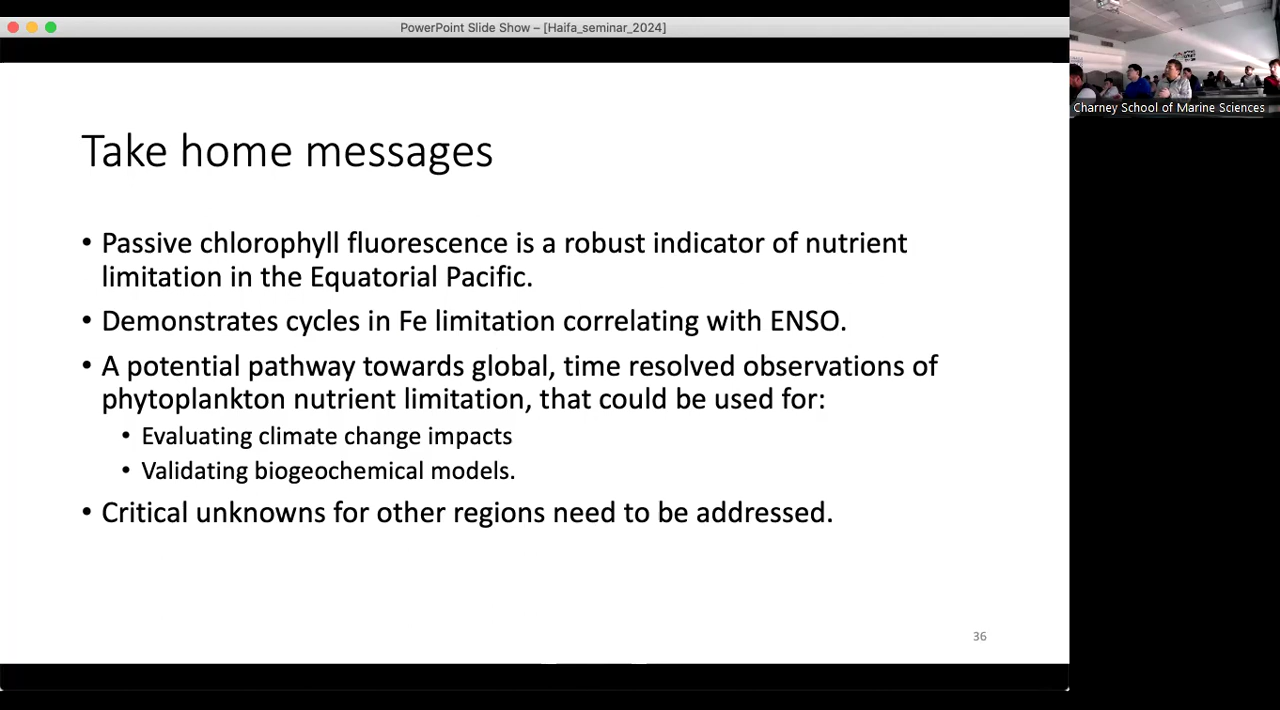 PowerPoint Slide Show – [Haifa_seminar_2024]
Charney School of Marine Sciences
Take home messages
• Passive chlorophyll fluorescence is a robust indicator of nutrient
limitation in the Equatorial Pacific.
• Demonstrates cycles in Fe limitation correlating with ENSO.
• A potential pathway towards global, time resolved observations of
phytoplankton nutrient limitation, that could be used for:
• Evaluating climate change impacts
• Validating biogeochemical models.
• Critical unknowns for other regions need to be addressed.
36